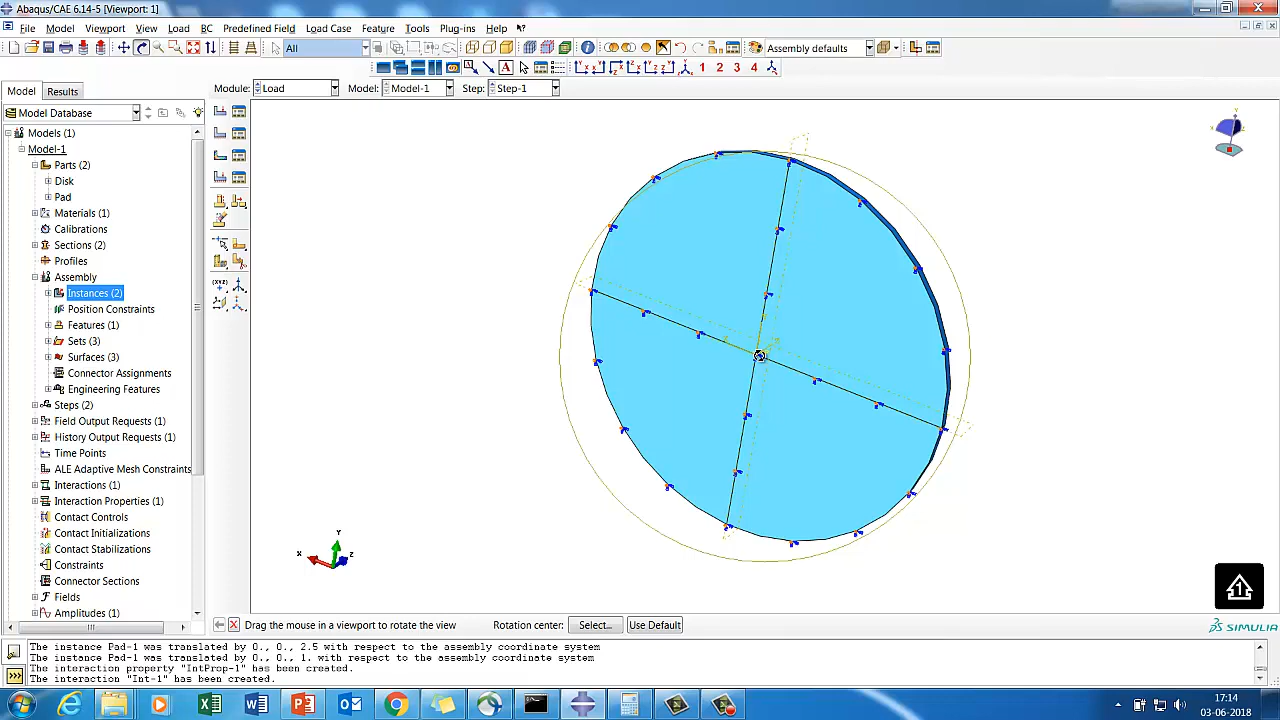 Abaqus/CAE 6.14-5 [Viewport: 1]
File Model Viewport View Load BC Predefined Field Load Case Feature Tools Plug-ins Help
All
Assembly defaults
A
1 2 3 4
Model Results
Module: Load Model: Model-1 Step: Step-1
Model Database
Models (1)
Model-1
Parts (2)
Disk
Pad
Materials (1)
Calibrations
Sections (2)
Profiles
Assembly
Instances (2)
Position Constraints
Features (1)
Sets (3)
Surfaces (3)
Connector Assignments
Engineering Features
Steps (2)
Field Output Requests (1)
History Output Requests (1)
Time Points
ALE Adaptive Mesh Constraints
Interactions (1)
Interaction Properties (1)
Contact Controls
Contact Initializations
Contact Stabilizations
Constraints
Connector Sections
Fields
Amplitudes (1)
Y
X
Z
1
SIMULIA
Drag the mouse in a viewport to rotate the view Rotation center: Select... Use Default
The instance Pad-1 was translated by 0., 0., 2.5 with respect to the assembly coordinate system
The instance Pad-1 was translated by 0., 0., 1. with respect to the assembly coordinate system
The interaction property "IntProp-1" has been created.
The interaction "Int-1" has been created.
17:14
03-06-2018